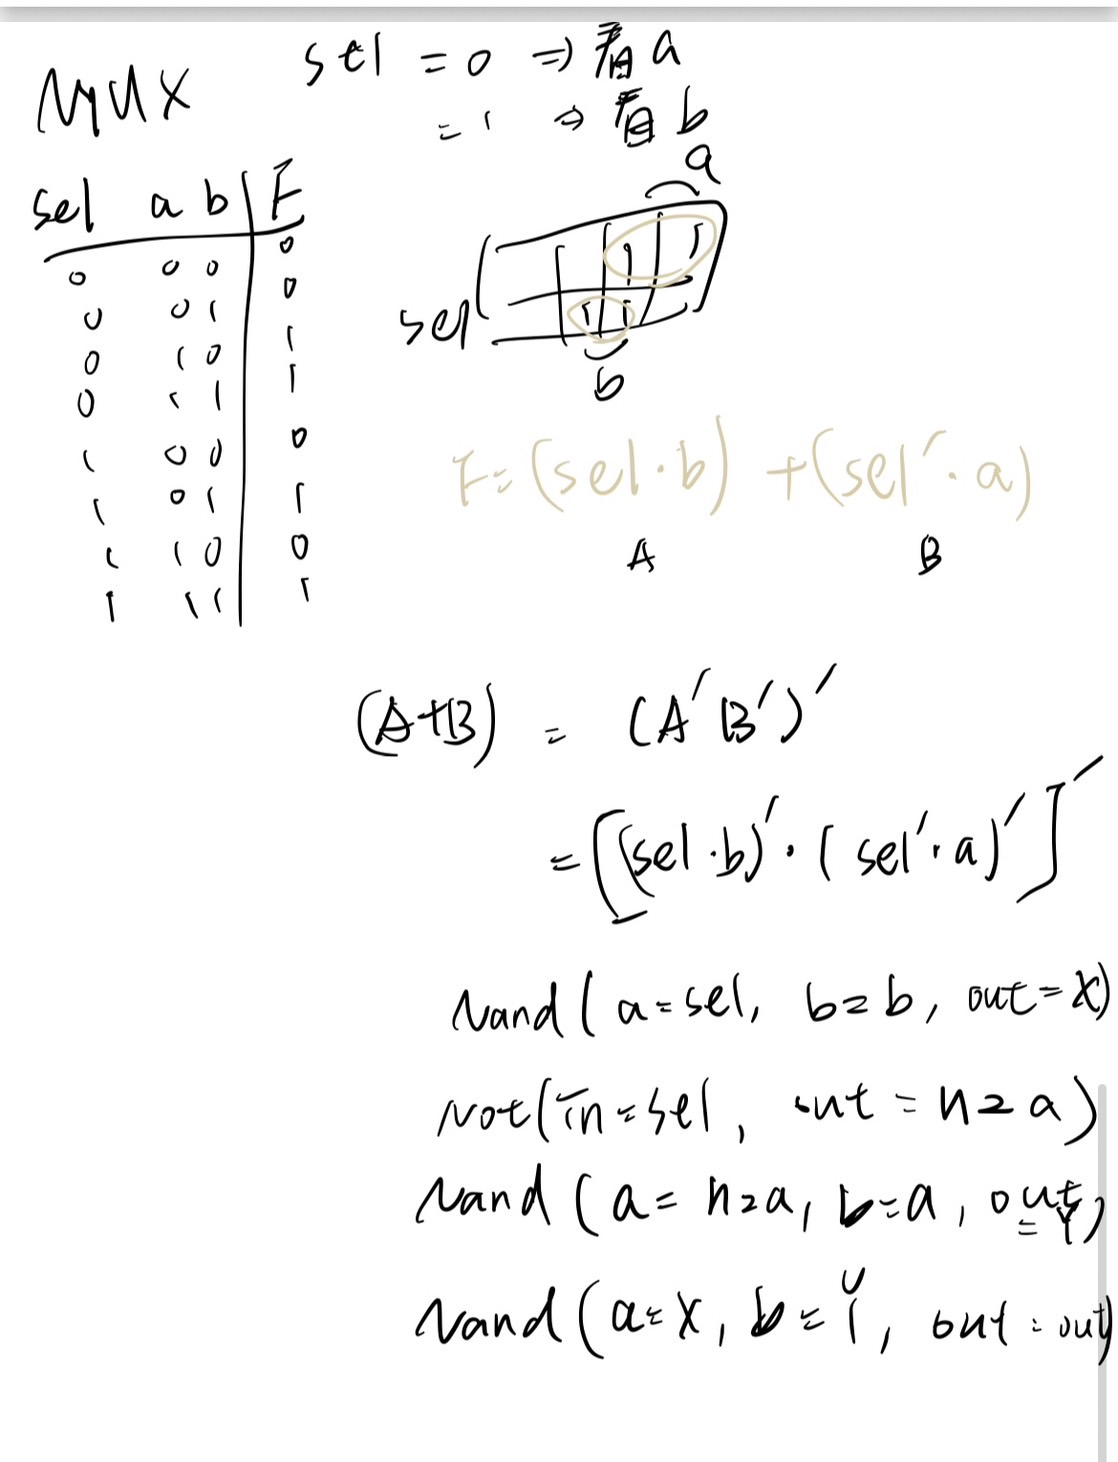 MUX
sel = 0 ⇒ 看a
= 1 ⇒ 看b
sel a b | F
0 0 0 0
0 0 1 0
0 1 0 1
0 1 1 1
1 0 0 0
1 0 1 1
1 1 0 0
1 1 1 1
a
1 1
sel
1 1
b
F=(sel·b) +(sel'·a)
A B
(A+B) = (A'B')'
=[(sel·b)'·(sel'·a)']'
Nand(a=sel, b=b, out=X)
Not(in=sel, out=n2a)
Nand(a=n2a, b=a, out=Y)
Nand(a=X, b=Y, out=out)